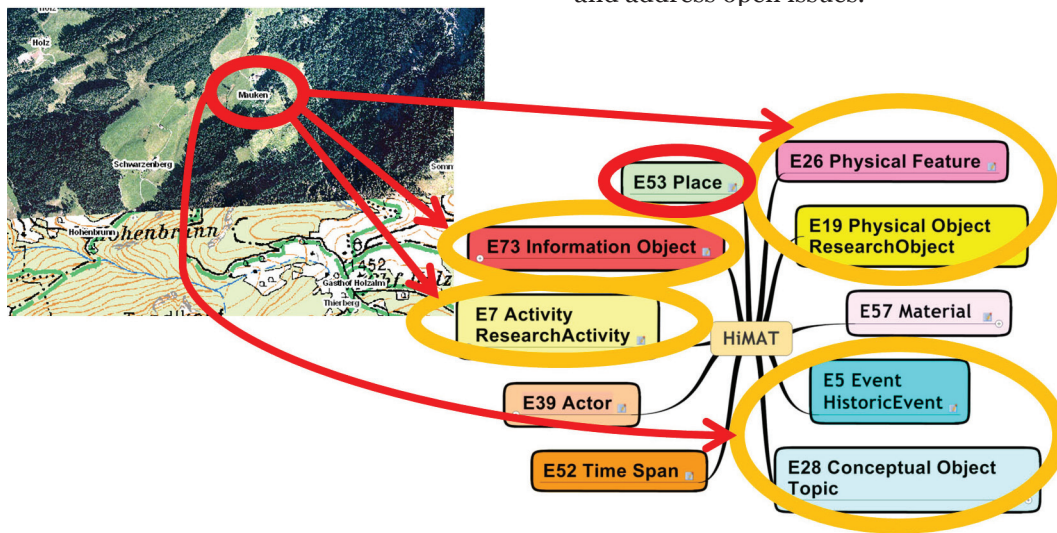 and address open issues.
Holz
Holz
Mauken
Schwarzenberg
Hohenbrunn
Gasthof Holzalm
Thierberg
E53 Place
E26 Physical Feature
E73 Information Object
E19 Physical Object
ResearchObject
E7 Activity
ResearchActivity
HiMAT
E57 Material
E39 Actor
E5 Event
HistoricEvent
E52 Time Span
E28 Conceptual Object
Topic